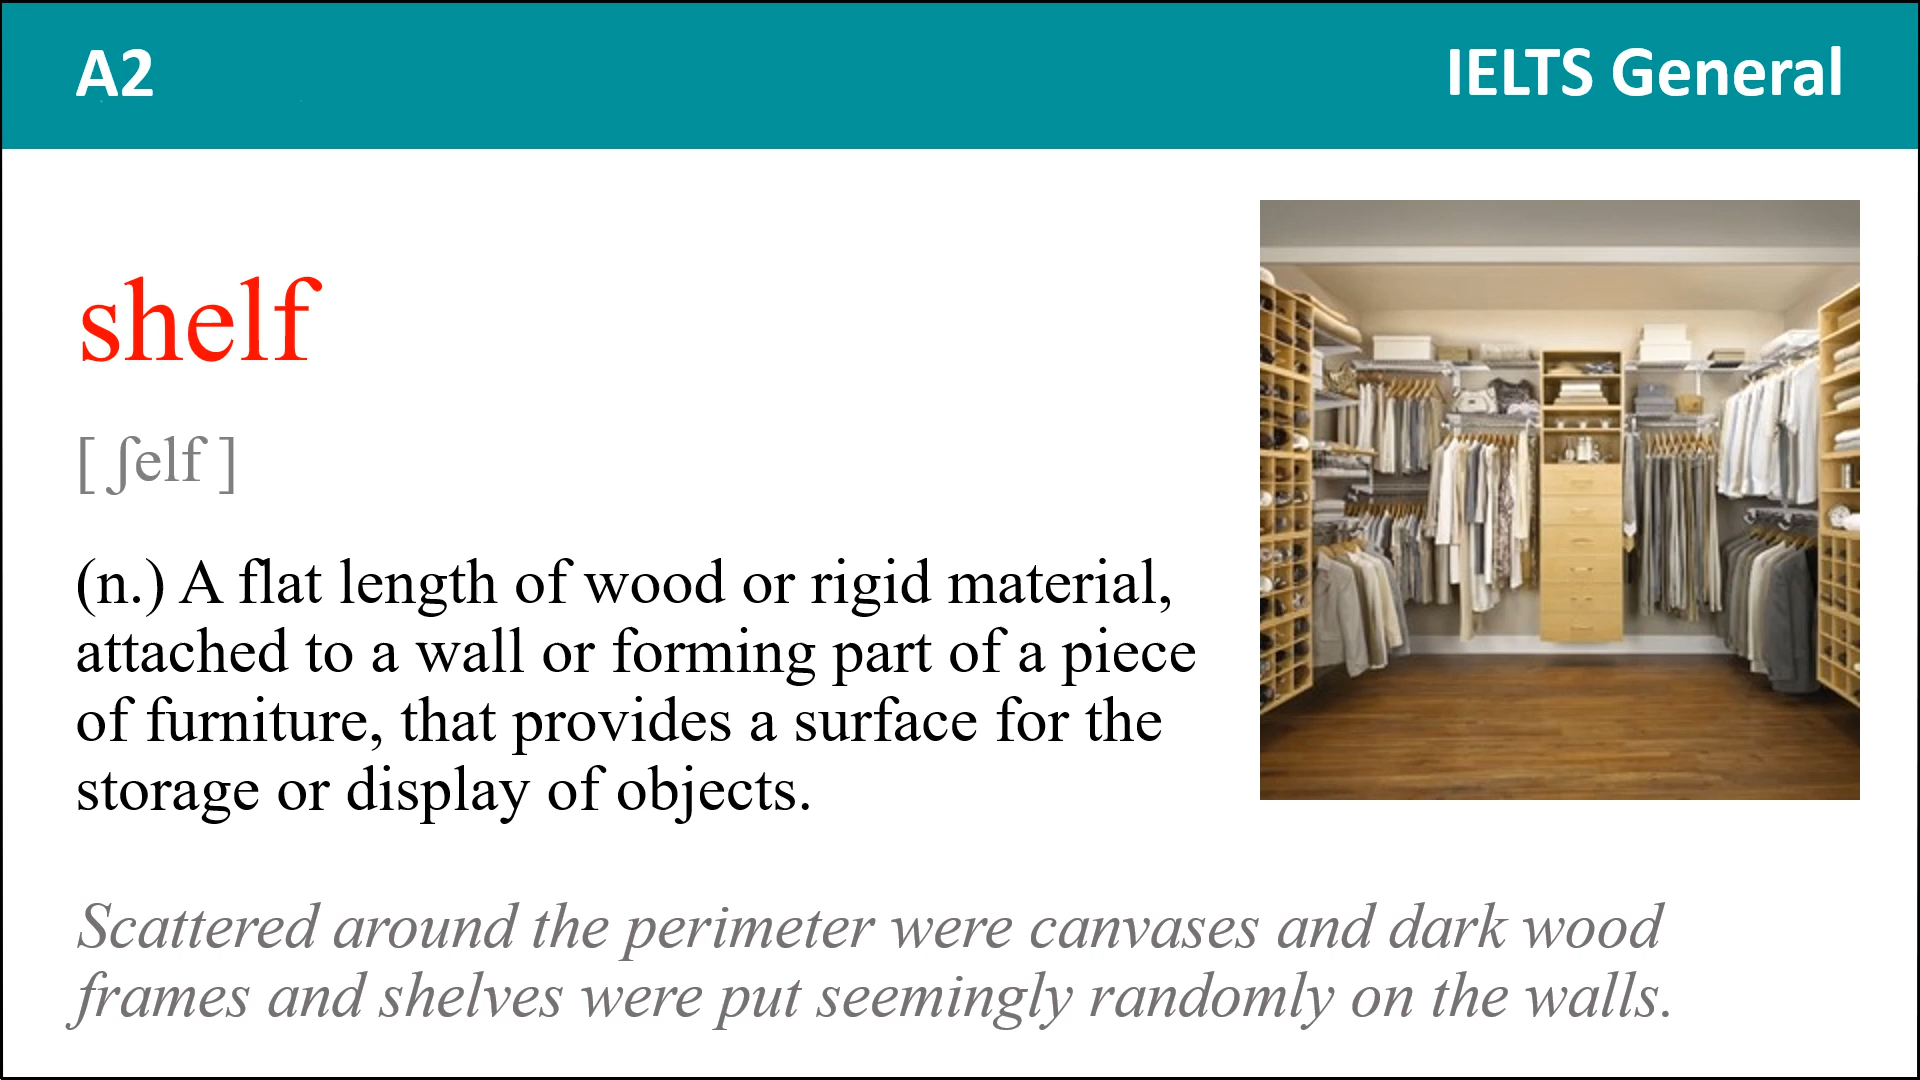 A2
IELTS General
shelf
[ ʃelf ]
(n.) A flat length of wood or rigid material,
attached to a wall or forming part of a piece
of furniture, that provides a surface for the
storage or display of objects.
Scattered around the perimeter were canvases and dark wood
frames and shelves were put seemingly randomly on the walls.